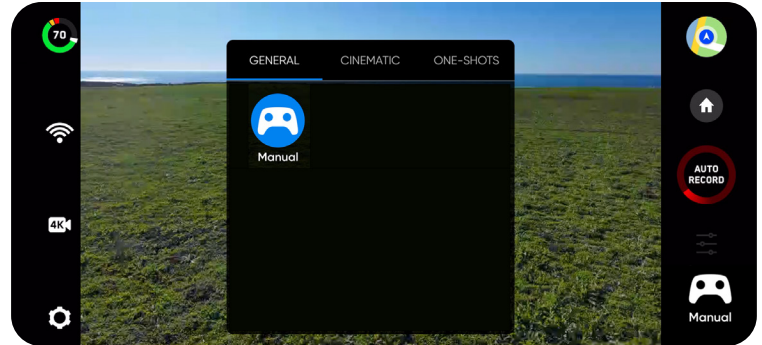 70
GENERAL CINEMATIC ONE-SHOTS
Manual
AUTO
RECORD
4K
Manual